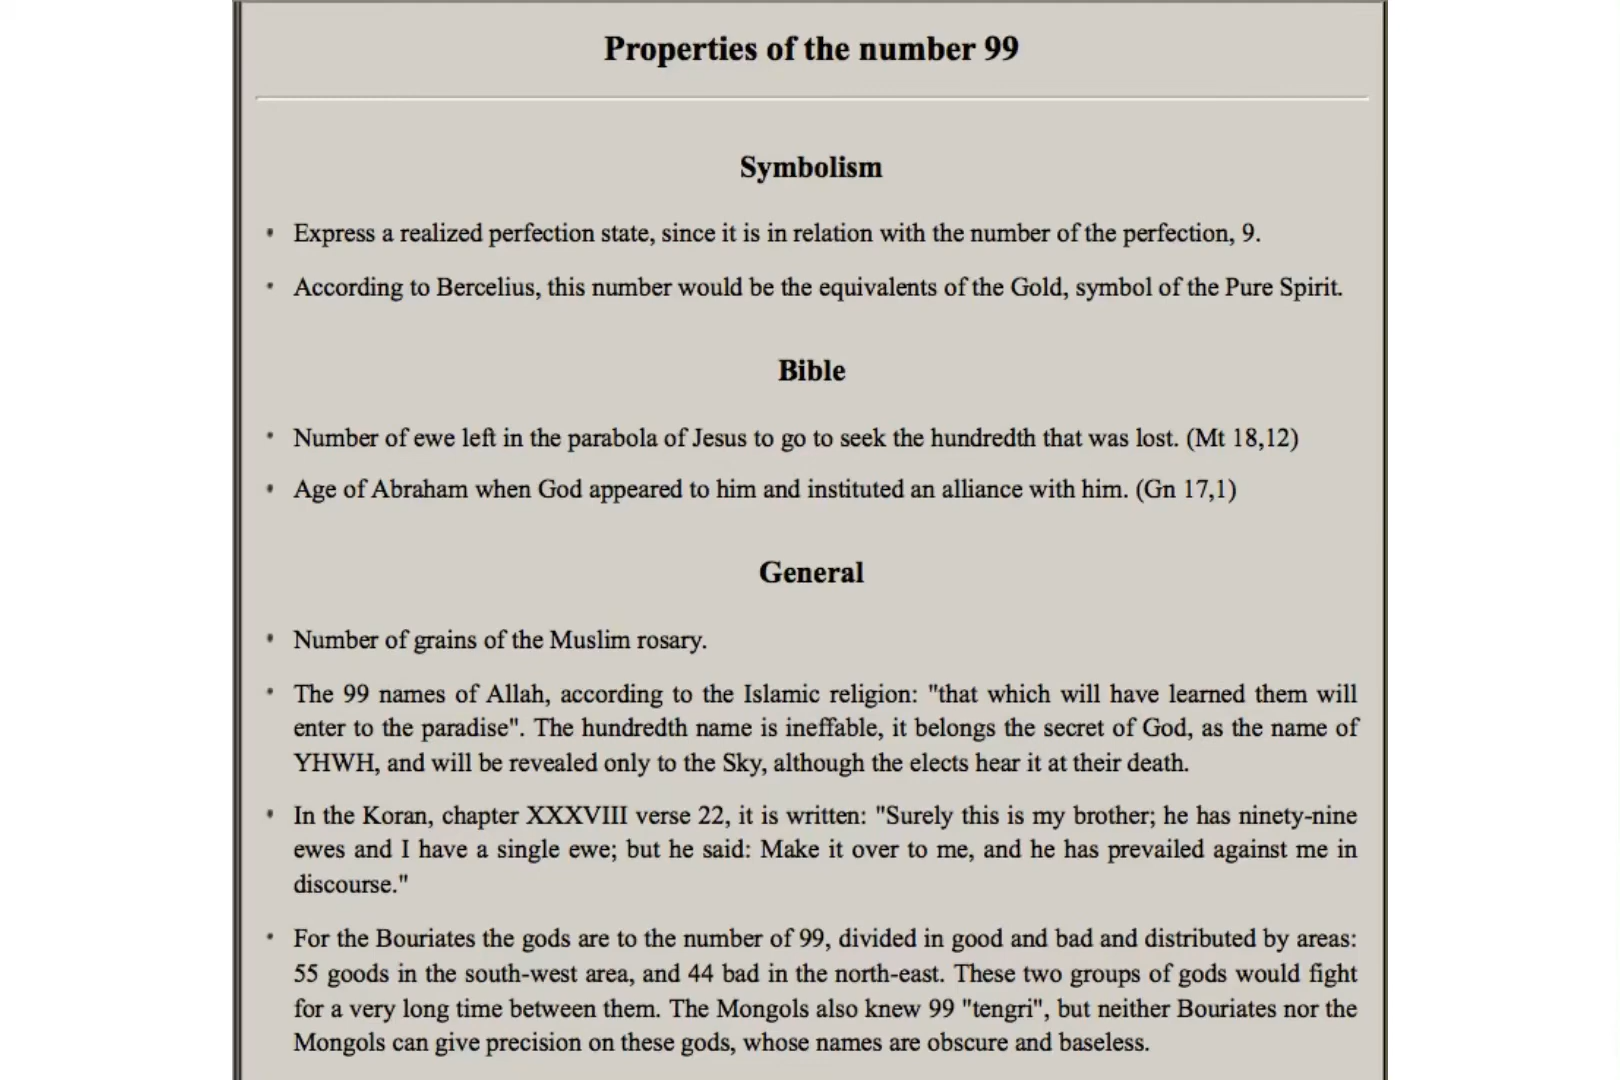 Properties of the number 99
Symbolism
• Express a realized perfection state, since it is in relation with the number of the perfection, 9.
• According to Bercelius, this number would be the equivalents of the Gold, symbol of the Pure Spirit.
Bible
• Number of ewe left in the parabola of Jesus to go to seek the hundredth that was lost. (Mt 18,12)
• Age of Abraham when God appeared to him and instituted an alliance with him. (Gn 17,1)
General
• Number of grains of the Muslim rosary.
• The 99 names of Allah, according to the Islamic religion: "that which will have learned them will
enter to the paradise". The hundredth name is ineffable, it belongs the secret of God, as the name of
YHWH, and will be revealed only to the Sky, although the elects hear it at their death.
• In the Koran, chapter XXXVIII verse 22, it is written: "Surely this is my brother; he has ninety-nine
ewes and I have a single ewe; but he said: Make it over to me, and he has prevailed against me in
discourse."
• For the Bouriates the gods are to the number of 99, divided in good and bad and distributed by areas:
55 goods in the south-west area, and 44 bad in the north-east. These two groups of gods would fight
for a very long time between them. The Mongols also knew 99 "tengri", but neither Bouriates nor the
Mongols can give precision on these gods, whose names are obscure and baseless.